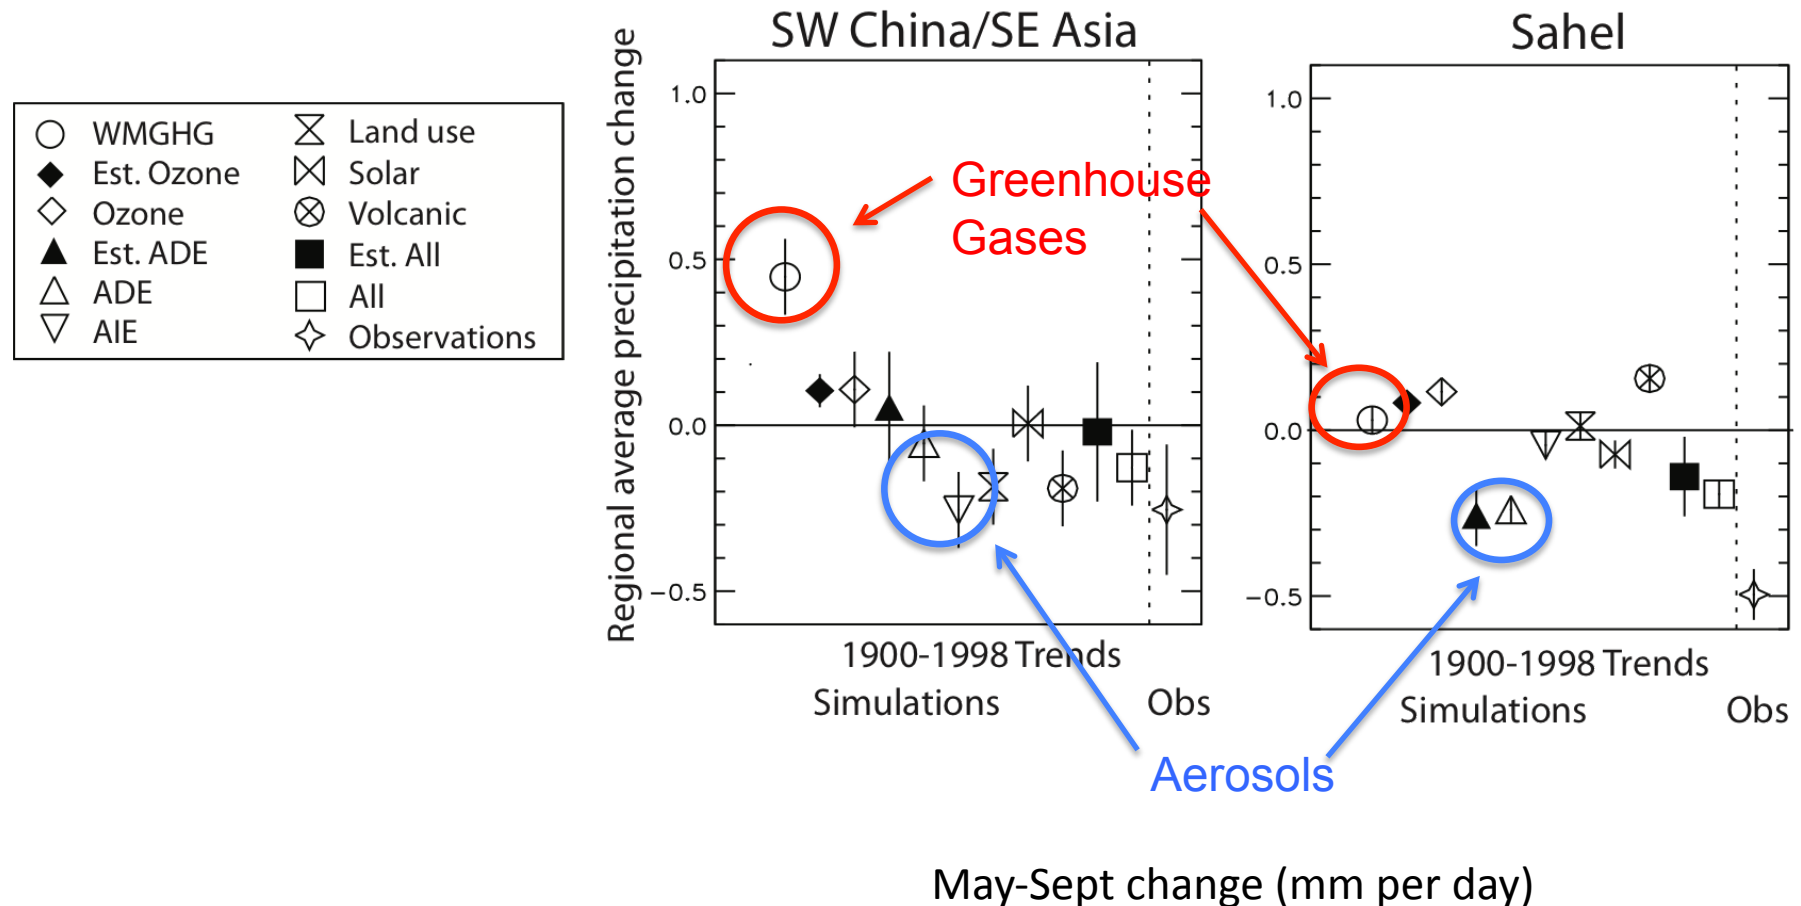 SW China/SE Asia
Sahel
WMGHG
Est. Ozone
Ozone
Est. ADE
ADE
AIE
Land use
Solar
Volcanic
Est. All
All
Observations
Regional average precipitation change
1.0
0.5
0.0
−0.5
1.0
0.5
0.0
−0.5
Greenhouse
Gases
1900-1998 Trends
Simulations
Obs
1900-1998 Trends
Simulations
Obs
Aerosols
May-Sept change (mm per day)